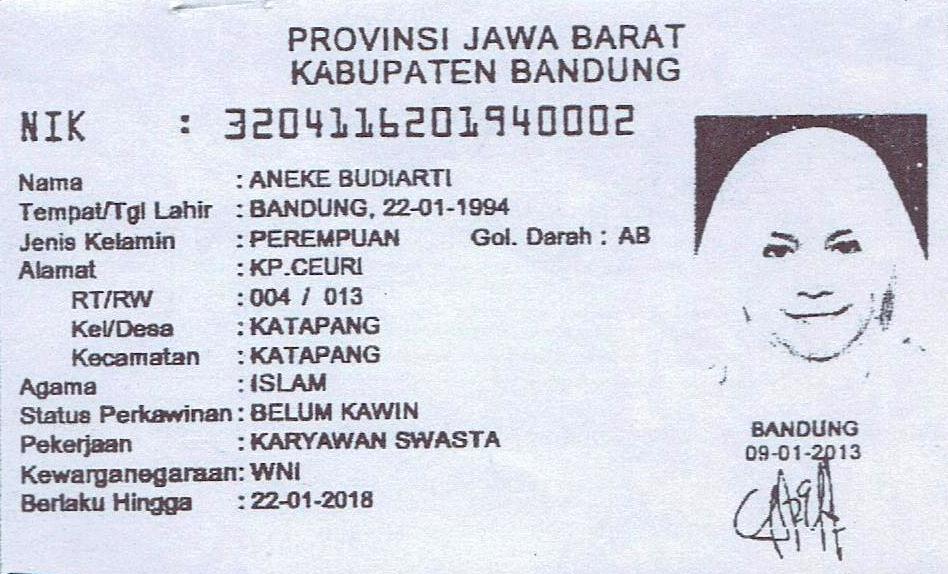 PROVINSI JAWA BARAT
KABUPATEN BANDUNG
NIK : 3204116201940002
Nama : ANEKE BUDIARTI
Tempat/Tgl Lahir : BANDUNG, 22-01-1994
Jenis Kelamin : PEREMPUAN Gol. Darah : AB
Alamat : KP.CEURI
RT/RW : 004 / 013
Kel/Desa : KATAPANG
Kecamatan : KATAPANG
Agama : ISLAM
Status Perkawinan : BELUM KAWIN
Pekerjaan : KARYAWAN SWASTA
Kewarganegaraan: WNI
Berlaku Hingga : 22-01-2018
BANDUNG
09-01-2013